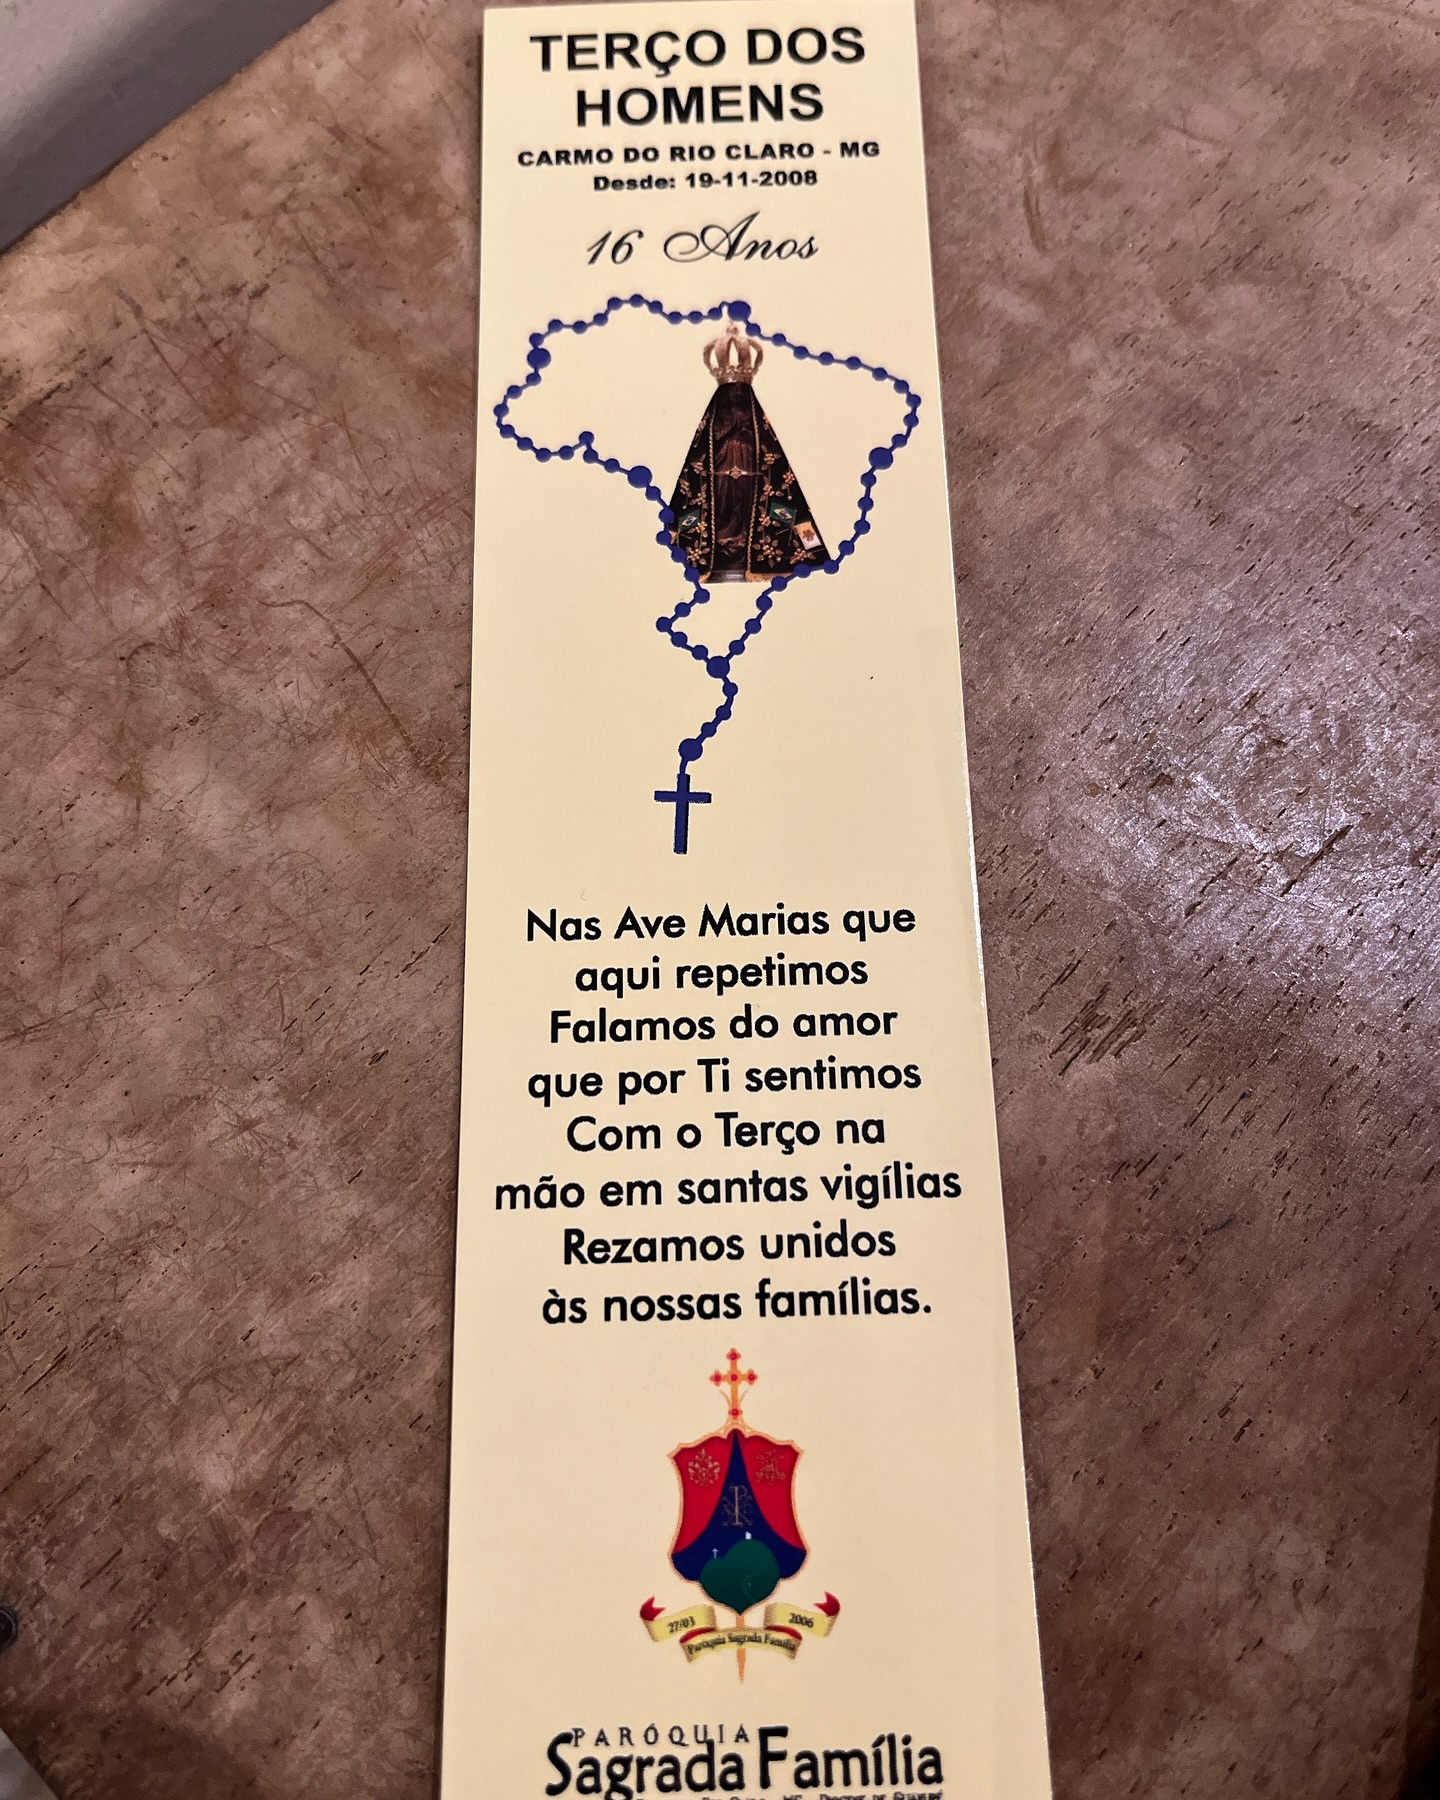 TERÇO DOS
HOMENS
CARMO DO RIO CLARO - MG
Desde: 19-11-2008
16 Anos
Nas Ave Marias que
aqui repetimos
Falamos do amor
que por Ti sentimos
Com o Terço na
mão em santas vigílias
Rezamos unidos
às nossas famílias.
27/03 2006
Paróquia Sagrada Família
PARÓQUIA
Sagrada Família